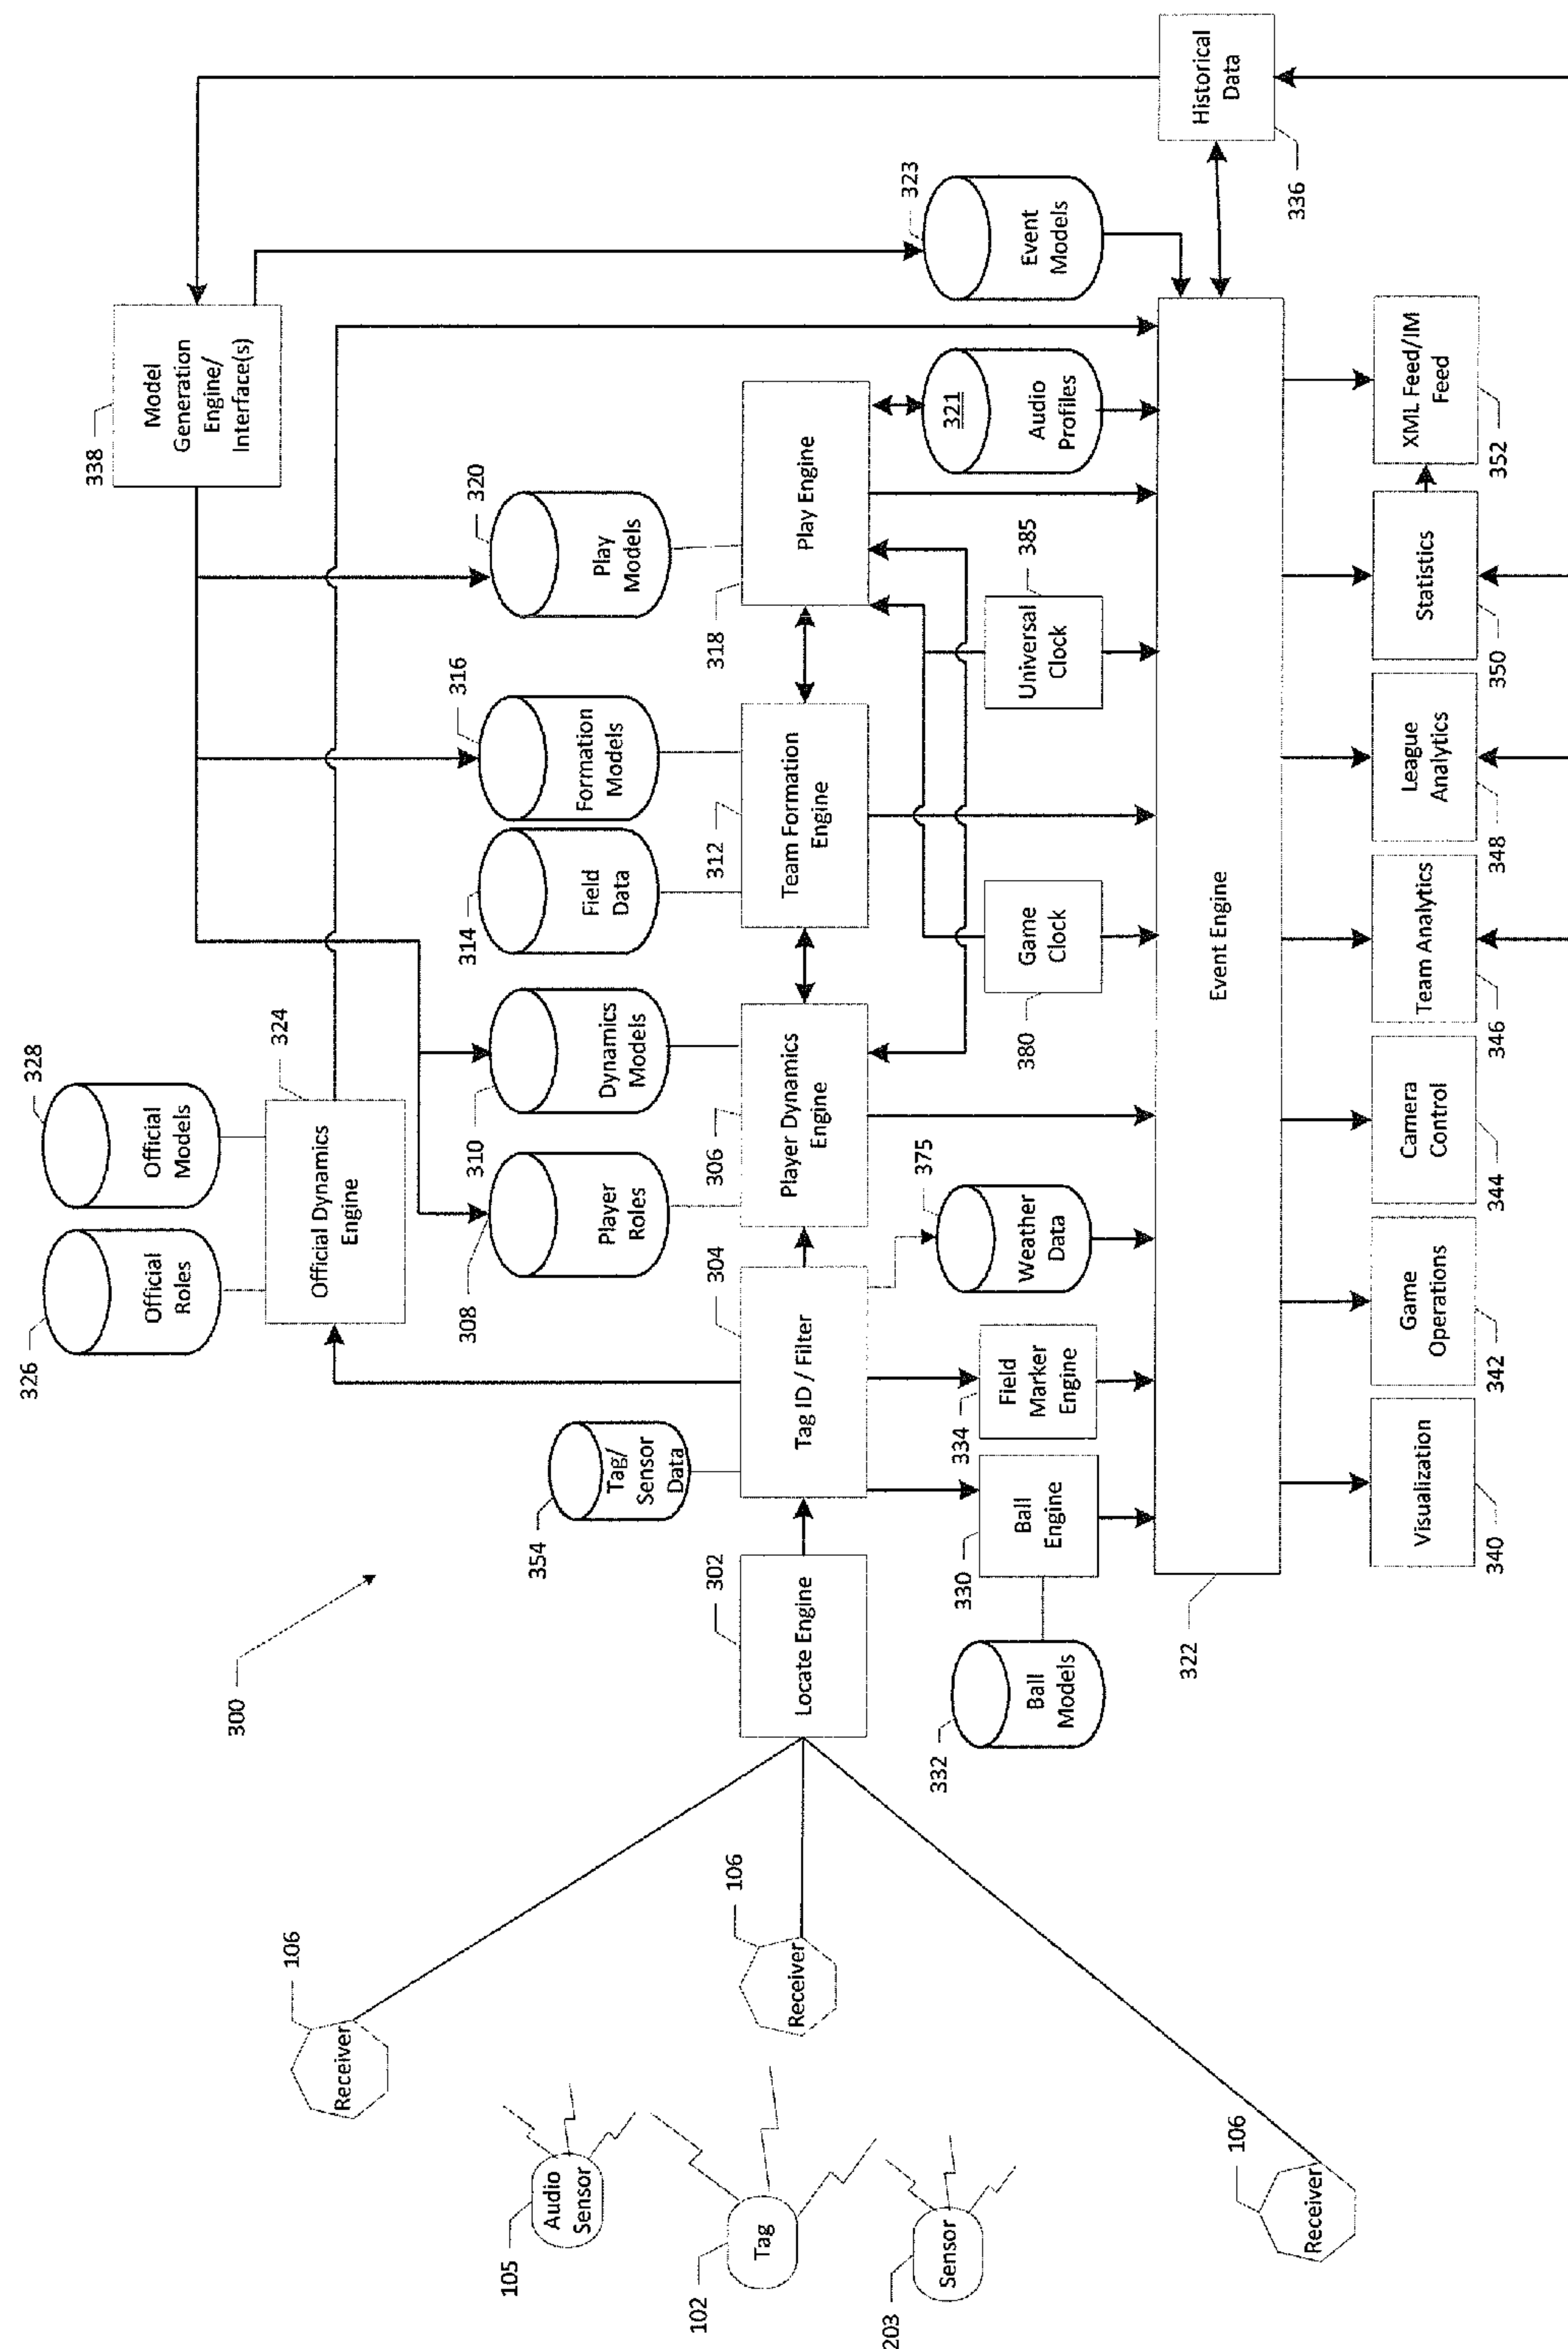 300
105
Audio
Sensor
102
Tag
203
Sensor
106
Receiver
106
Receiver
106
Receiver
302
Locate Engine
354
Tag/
Sensor
Data
304
Tag ID / Filter
326
Official
Roles
328
Official
Models
324
Official Dynamics
Engine
308
Player
Roles
310
Dynamics
Models
306
Player Dynamics
Engine
314
Field
Data
316
Formation
Models
312
Team Formation
Engine
320
Play
Models
318
Play Engine
338
Model
Generation
Engine/
Interface(s)
332
Ball
Models
330
Ball
Engine
334
Field
Marker
Engine
375
Weather
Data
380
Game
Clock
385
Universal
Clock
321
Audio
Profiles
323
Event
Models
336
Historical
Data
322
Event Engine
340
Visualization
342
Game
Operations
344
Camera
Control
346
Team Analytics
348
League
Analytics
350
Statistics
352
XML Feed/IM
Feed